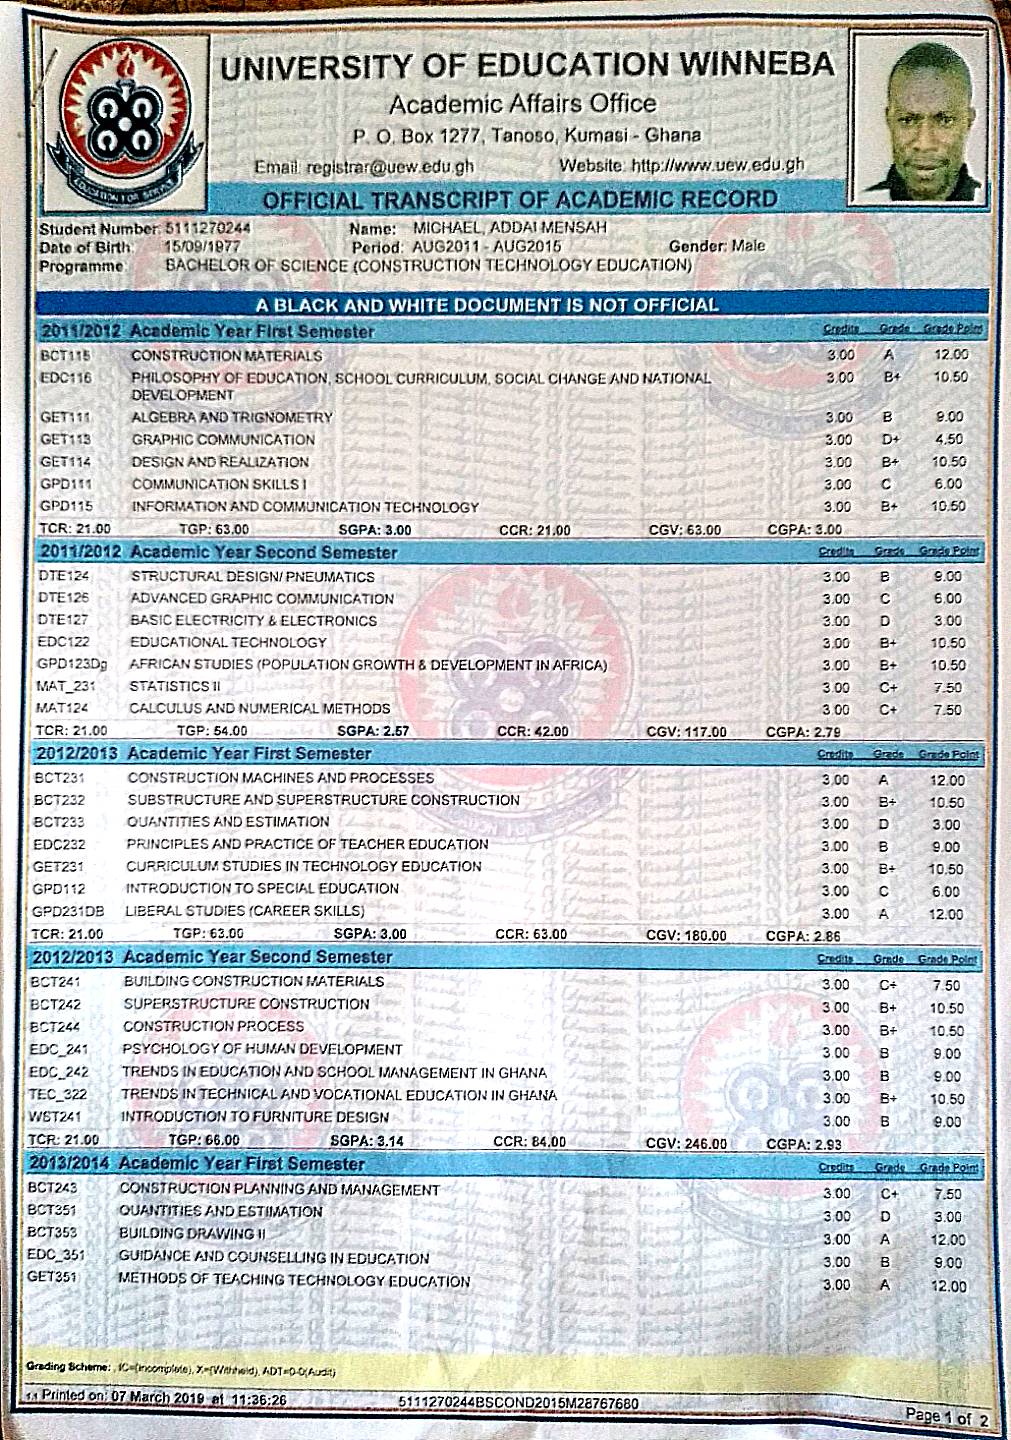 UNIVERSITY OF EDUCATION WINNEBA
Academic Affairs Office
P. O. Box 1277, Tanoso, Kumasi - Ghana
Email: registrar@uew.edu.gh Website: http://www.uew.edu.gh
EDUCATION FOR SERVICE
OFFICIAL TRANSCRIPT OF ACADEMIC RECORD
Student Number: 5111270244 Name: MICHAEL, ADDAI MENSAH
Date of Birth: 15/09/1977 Period: AUG2011 - AUG2015 Gender: Male
Programme: BACHELOR OF SCIENCE (CONSTRUCTION TECHNOLOGY EDUCATION)
A BLACK AND WHITE DOCUMENT IS NOT OFFICIAL
2011/2012 Academic Year First Semester Credits Grade Grade Point
BCT115 CONSTRUCTION MATERIALS 3.00 A 12.00
EDC116 PHILOSOPHY OF EDUCATION, SCHOOL CURRICULUM, SOCIAL CHANGE AND NATIONAL 3.00 B+ 10.50
DEVELOPMENT
GET111 ALGEBRA AND TRIGNOMETRY 3.00 B 9.00
GET113 GRAPHIC COMMUNICATION 3.00 D+ 4.50
GET114 DESIGN AND REALIZATION 3.00 B+ 10.50
GPD111 COMMUNICATION SKILLS I 3.00 C 6.00
GPD115 INFORMATION AND COMMUNICATION TECHNOLOGY 3.00 B+ 10.50
TCR: 21.00 TGP: 63.00 SGPA: 3.00 CCR: 21.00 CGV: 63.00 CGPA: 3.00
2011/2012 Academic Year Second Semester Credits Grade Grade Point
DTE124 STRUCTURAL DESIGN/ PNEUMATICS 3.00 B 9.00
DTE126 ADVANCED GRAPHIC COMMUNICATION 3.00 C 6.00
DTE127 BASIC ELECTRICITY & ELECTRONICS 3.00 D 3.00
EDC122 EDUCATIONAL TECHNOLOGY 3.00 B+ 10.50
GPD123Dg AFRICAN STUDIES (POPULATION GROWTH & DEVELOPMENT IN AFRICA) 3.00 B+ 10.50
MAT_231 STATISTICS II 3.00 C+ 7.50
MAT124 CALCULUS AND NUMERICAL METHODS 3.00 C+ 7.50
TCR: 21.00 TGP: 54.00 SGPA: 2.57 CCR: 42.00 CGV: 117.00 CGPA: 2.79
2012/2013 Academic Year First Semester Credits Grade Grade Point
BCT231 CONSTRUCTION MACHINES AND PROCESSES 3.00 A 12.00
BCT232 SUBSTRUCTURE AND SUPERSTRUCTURE CONSTRUCTION 3.00 B+ 10.50
BCT233 QUANTITIES AND ESTIMATION 3.00 D 3.00
EDC232 PRINCIPLES AND PRACTICE OF TEACHER EDUCATION 3.00 B 9.00
GET231 CURRICULUM STUDIES IN TECHNOLOGY EDUCATION 3.00 B+ 10.50
GPD112 INTRODUCTION TO SPECIAL EDUCATION 3.00 C 6.00
GPD231DB LIBERAL STUDIES (CAREER SKILLS) 3.00 A 12.00
TCR: 21.00 TGP: 63.00 SGPA: 3.00 CCR: 63.00 CGV: 180.00 CGPA: 2.86
2012/2013 Academic Year Second Semester Credits Grade Grade Point
BCT241 BUILDING CONSTRUCTION MATERIALS 3.00 C+ 7.50
BCT242 SUPERSTRUCTURE CONSTRUCTION 3.00 B+ 10.50
BCT244 CONSTRUCTION PROCESS 3.00 B+ 10.50
EDC_241 PSYCHOLOGY OF HUMAN DEVELOPMENT 3.00 B 9.00
EDC_242 TRENDS IN EDUCATION AND SCHOOL MANAGEMENT IN GHANA 3.00 B 9.00
TEC_322 TRENDS IN TECHNICAL AND VOCATIONAL EDUCATION IN GHANA 3.00 B+ 10.50
WST241 INTRODUCTION TO FURNITURE DESIGN 3.00 B 9.00
TCR: 21.00 TGP: 66.00 SGPA: 3.14 CCR: 84.00 CGV: 246.00 CGPA: 2.93
2013/2014 Academic Year First Semester Credits Grade Grade Point
BCT243 CONSTRUCTION PLANNING AND MANAGEMENT 3.00 C+ 7.50
BCT351 QUANTITIES AND ESTIMATION 3.00 D 3.00
BCT353 BUILDING DRAWING II 3.00 A 12.00
EDC_351 GUIDANCE AND COUNSELLING IN EDUCATION 3.00 B 9.00
GET351 METHODS OF TEACHING TECHNOLOGY EDUCATION 3.00 A 12.00
Grading Scheme: , IC=(Incomplete), X=(Withheld), ADT=0-0(Audit)
1.1 Printed on: 07 March 2019 at 11:36:26 5111270244BSCOND2015M28767680 Page 1 of 2